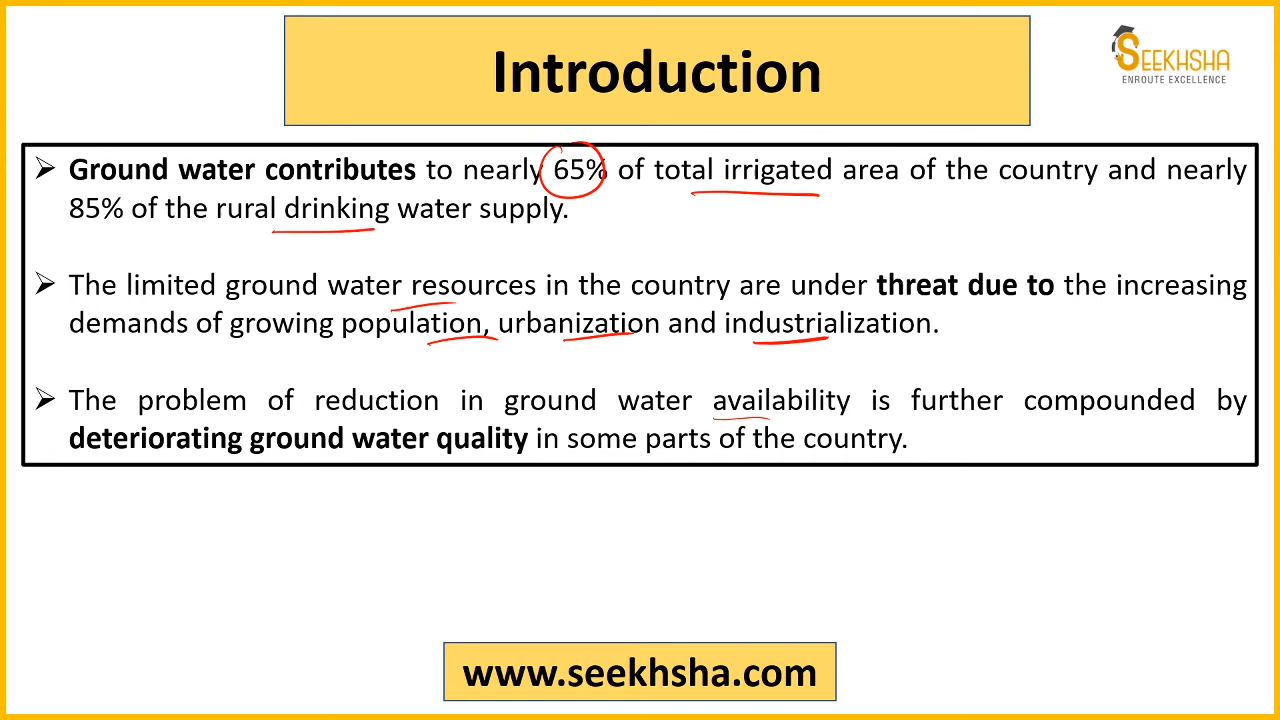 Introduction
SEEKHSHA
ENROUTE EXCELLENCE
➢ Ground water contributes to nearly 65% of total irrigated area of the country and nearly
85% of the rural drinking water supply.
➢ The limited ground water resources in the country are under threat due to the increasing
demands of growing population, urbanization and industrialization.
➢ The problem of reduction in ground water availability is further compounded by
deteriorating ground water quality in some parts of the country.
www.seekhsha.com